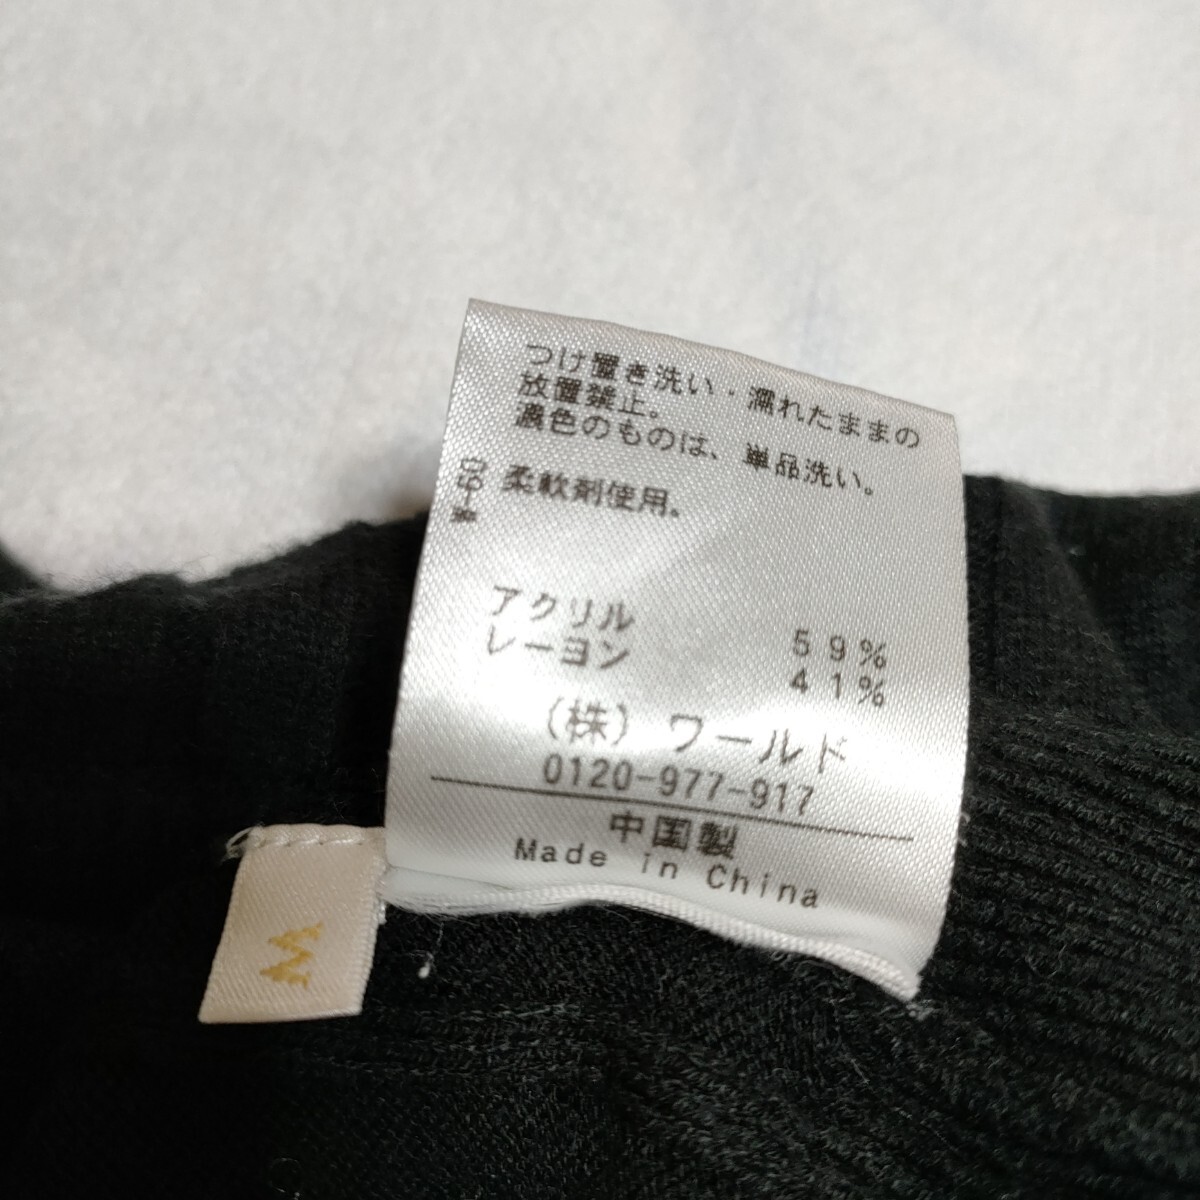 つけ置き洗い・濡れたままの
放置禁止。
濃色のものは、単品洗い。
柔軟剤使用。
アクリル 59%
レーヨン 41%
(株)ワールド
0120-977-917
中国製
Made in China
M